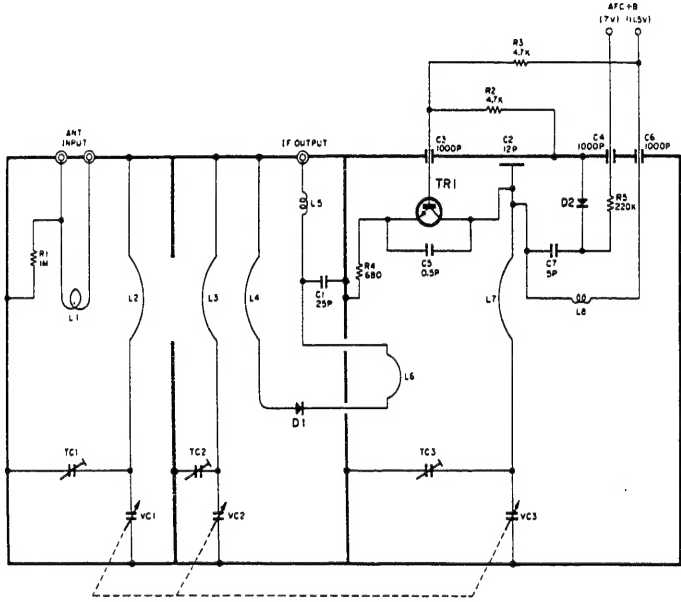 AFC +B
(7V) (11.5V)
R3
4.7K
R2
4.7K
ANT
INPUT
IF OUTPUT
C3
1000P
C2
12P
C4
1000P
C6
1000P
TR1
L5
D2
R5
220K
R1
1M
R4
680
C5
0.5P
C7
5P
C1
25P
L1
L2
L3
L4
L7
L8
L6
D1
TC1
TC2
TC3
VC1
VC2
VC3